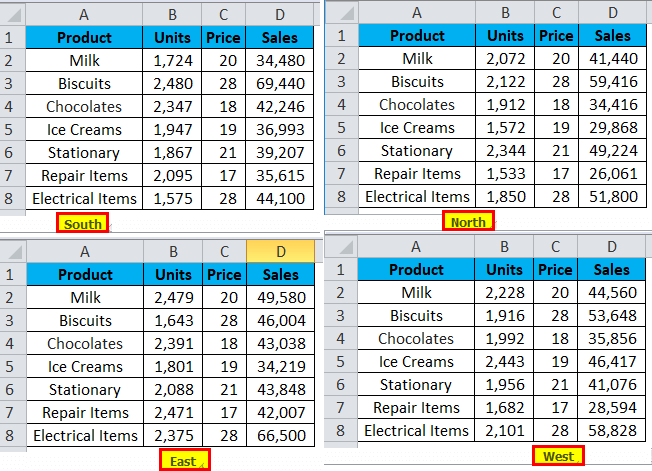 A B C D
1 Product Units Price Sales
2 Milk 1,724 20 34,480
3 Biscuits 2,480 28 69,440
4 Chocolates 2,347 18 42,246
5 Ice Creams 1,947 19 36,993
6 Stationary 1,867 21 39,207
7 Repair Items 2,095 17 35,615
8 Electrical Items 1,575 28 44,100
South
A B C D
1 Product Units Price Sales
2 Milk 2,072 20 41,440
3 Biscuits 2,122 28 59,416
4 Chocolates 1,912 18 34,416
5 Ice Creams 1,572 19 29,868
6 Stationary 2,344 21 49,224
7 Repair Items 1,533 17 26,061
8 Electrical Items 1,850 28 51,800
North
A B C D
1 Product Units Price Sales
2 Milk 2,479 20 49,580
3 Biscuits 1,643 28 46,004
4 Chocolates 2,391 18 43,038
5 Ice Creams 1,801 19 34,219
6 Stationary 2,088 21 43,848
7 Repair Items 2,471 17 42,007
8 Electrical Items 2,375 28 66,500
East
A B C D
1 Product Units Price Sales
2 Milk 2,228 20 44,560
3 Biscuits 1,916 28 53,648
4 Chocolates 1,992 18 35,856
5 Ice Creams 2,443 19 46,417
6 Stationary 1,956 21 41,076
7 Repair Items 1,682 17 28,594
8 Electrical Items 2,101 28 58,828
West